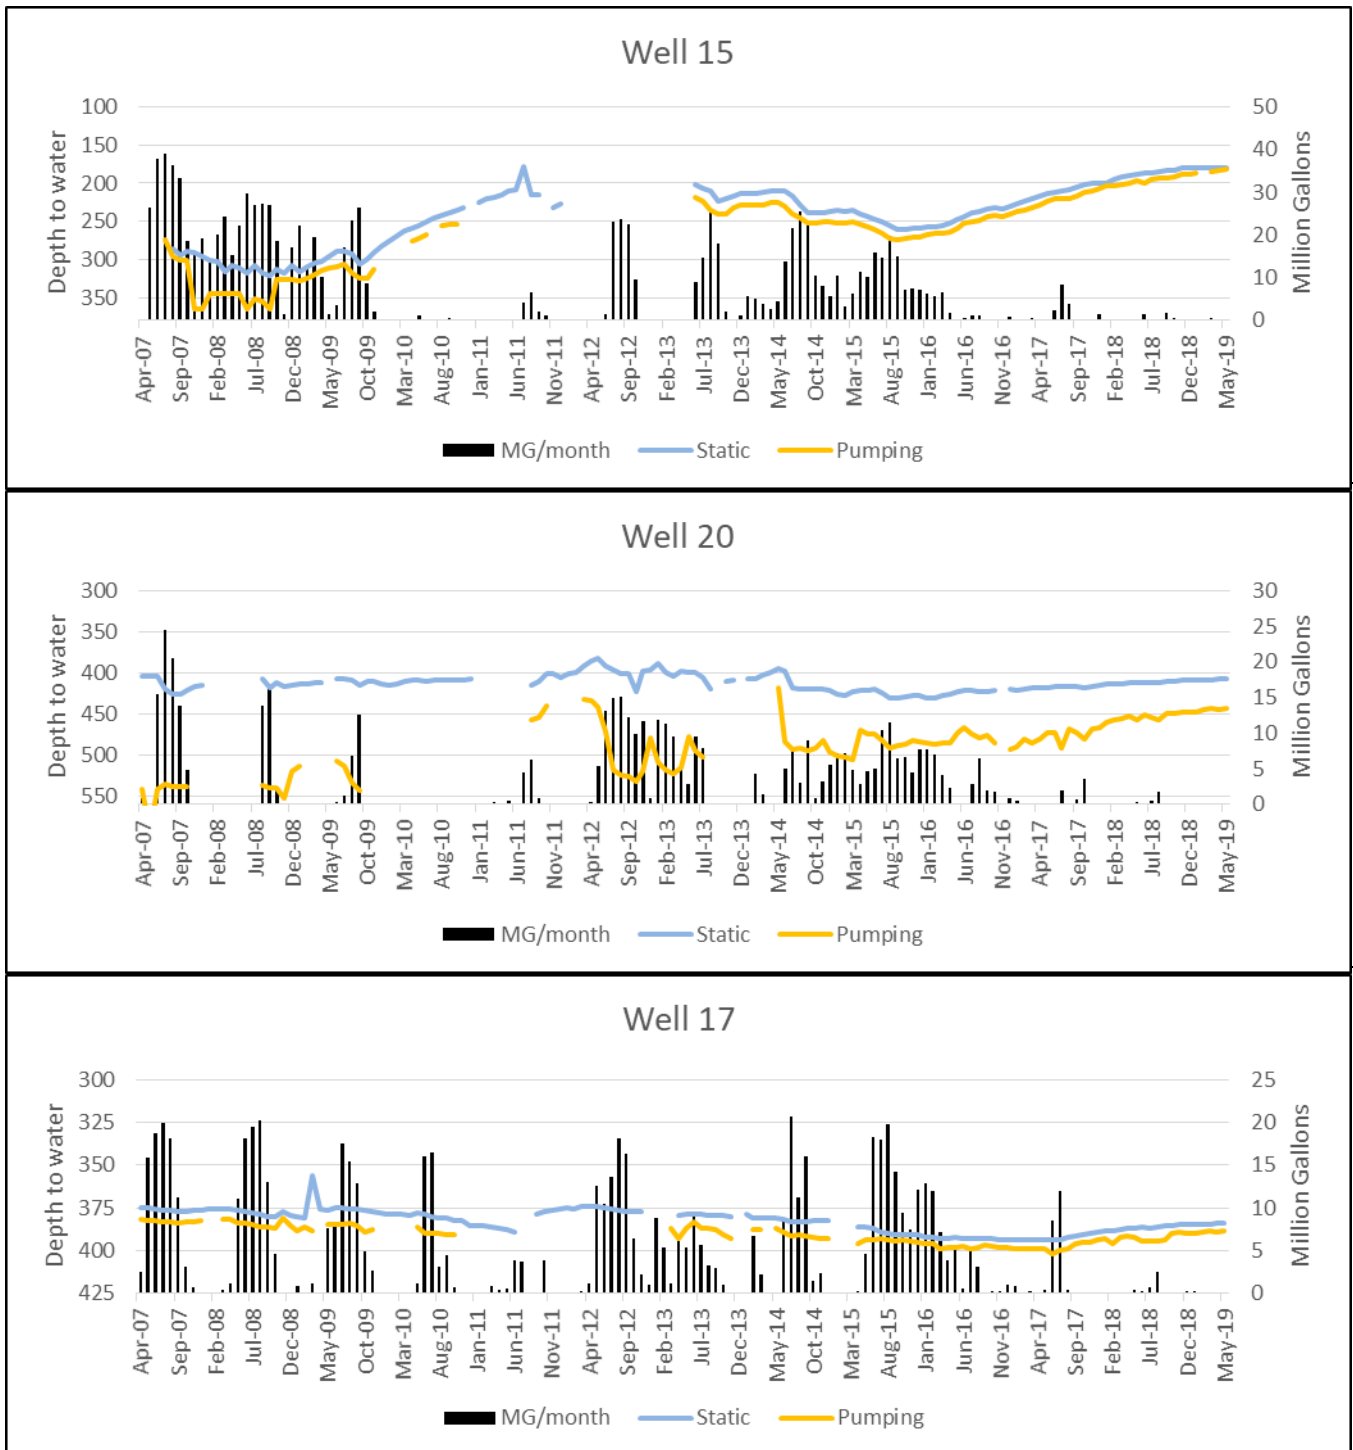 Well 15
Depth to water
100
150
200
250
300
350
50
40
30
20
10
0
Million Gallons
Apr-07 Sep-07 Feb-08 Jul-08 Dec-08 May-09 Oct-09 Mar-10 Aug-10 Jan-11 Jun-11 Nov-11 Apr-12 Sep-12 Feb-13 Jul-13 Dec-13 May-14 Oct-14 Mar-15 Aug-15 Jan-16 Jun-16 Nov-16 Apr-17 Sep-17 Feb-18 Jul-18 Dec-18 May-19
MG/month Static Pumping
Well 20
Depth to water
300
350
400
450
500
550
30
25
20
15
10
5
0
Million Gallons
Apr-07 Sep-07 Feb-08 Jul-08 Dec-08 May-09 Oct-09 Mar-10 Aug-10 Jan-11 Jun-11 Nov-11 Apr-12 Sep-12 Feb-13 Jul-13 Dec-13 May-14 Oct-14 Mar-15 Aug-15 Jan-16 Jun-16 Nov-16 Apr-17 Sep-17 Feb-18 Jul-18 Dec-18 May-19
MG/month Static Pumping
Well 17
Depth to water
300
325
350
375
400
425
25
20
15
10
5
0
Million Gallons
Apr-07 Sep-07 Feb-08 Jul-08 Dec-08 May-09 Oct-09 Mar-10 Aug-10 Jan-11 Jun-11 Nov-11 Apr-12 Sep-12 Feb-13 Jul-13 Dec-13 May-14 Oct-14 Mar-15 Aug-15 Jan-16 Jun-16 Nov-16 Apr-17 Sep-17 Feb-18 Jul-18 Dec-18 May-19
MG/month Static Pumping